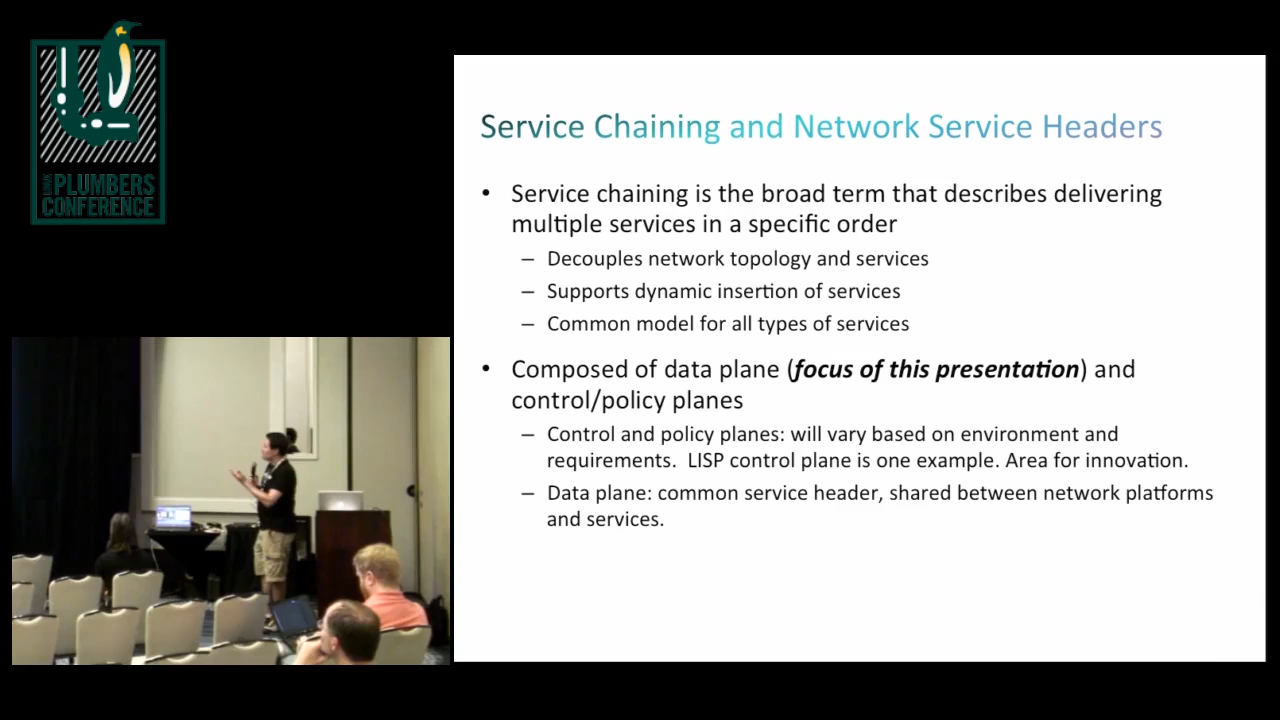 LINUX
PLUMBERS
CONFERENCE
Service Chaining and Network Service Headers
• Service chaining is the broad term that describes delivering
multiple services in a specific order
– Decouples network topology and services
– Supports dynamic insertion of services
– Common model for all types of services
• Composed of data plane (focus of this presentation) and
control/policy planes
– Control and policy planes: will vary based on environment and
requirements.  LISP control plane is one example. Area for innovation.
– Data plane: common service header, shared between network platforms
and services.